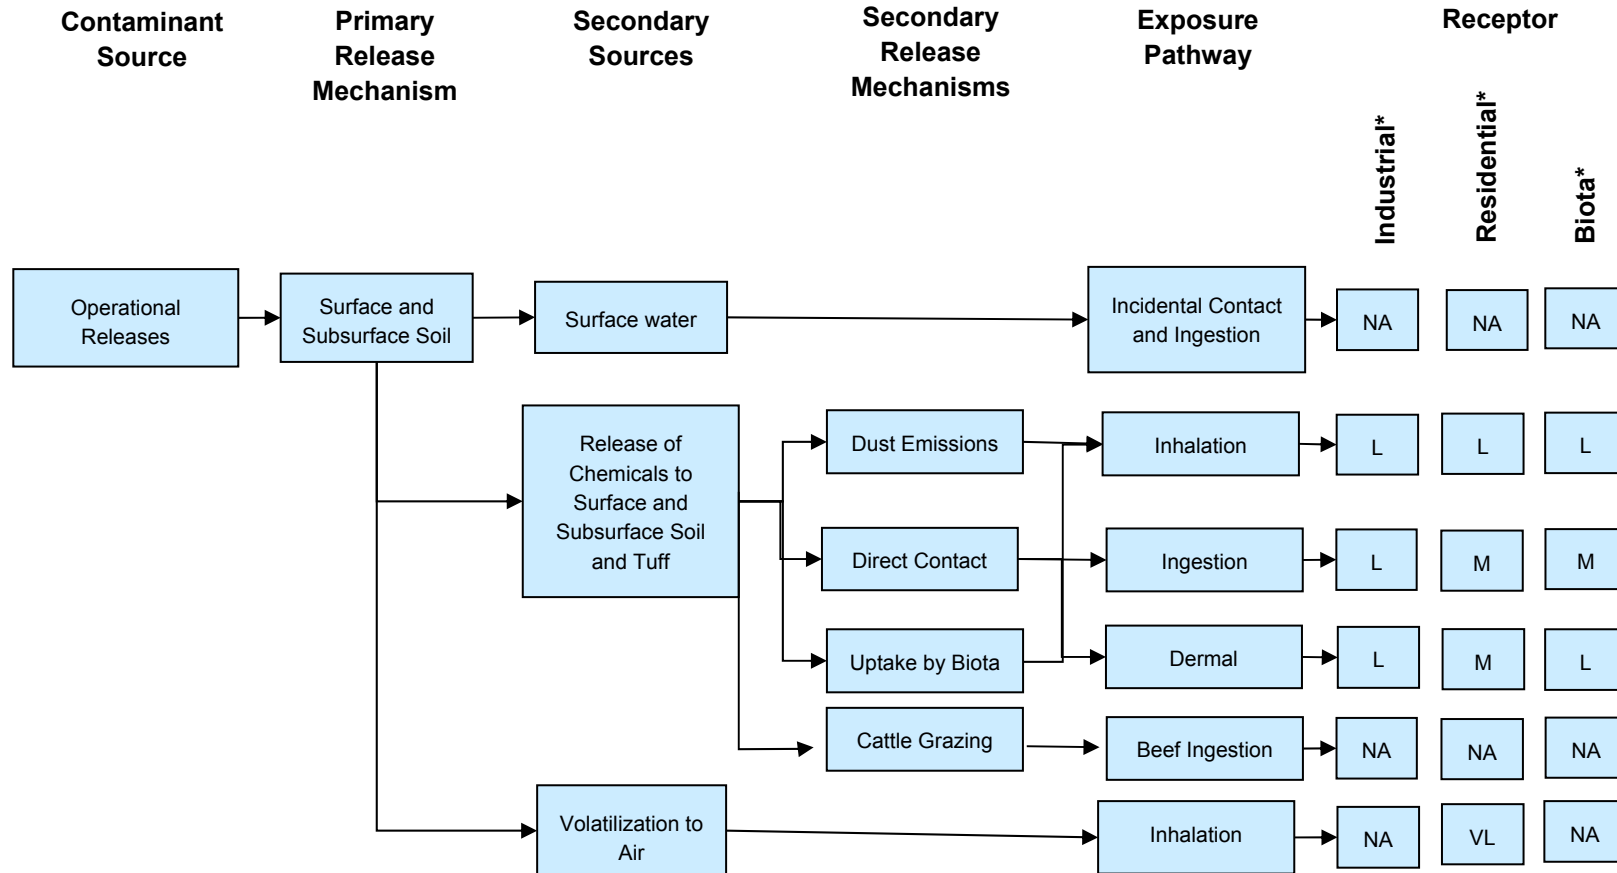 Contaminant
Source
Primary
Release
Mechanism
Secondary
Sources
Secondary
Release
Mechanisms
Exposure
Pathway
Receptor
Industrial*
Residential*
Biota*
Operational
Releases
Surface and
Subsurface Soil
Surface water
Incidental Contact
and Ingestion
NA
NA
NA
Release of
Chemicals to
Surface and
Subsurface Soil
and Tuff
Dust Emissions
Inhalation
L
L
L
Direct Contact
Ingestion
L
M
M
Uptake by Biota
Dermal
L
M
L
Cattle Grazing
Beef Ingestion
NA
NA
NA
Volatilization to
Air
Inhalation
NA
VL
NA